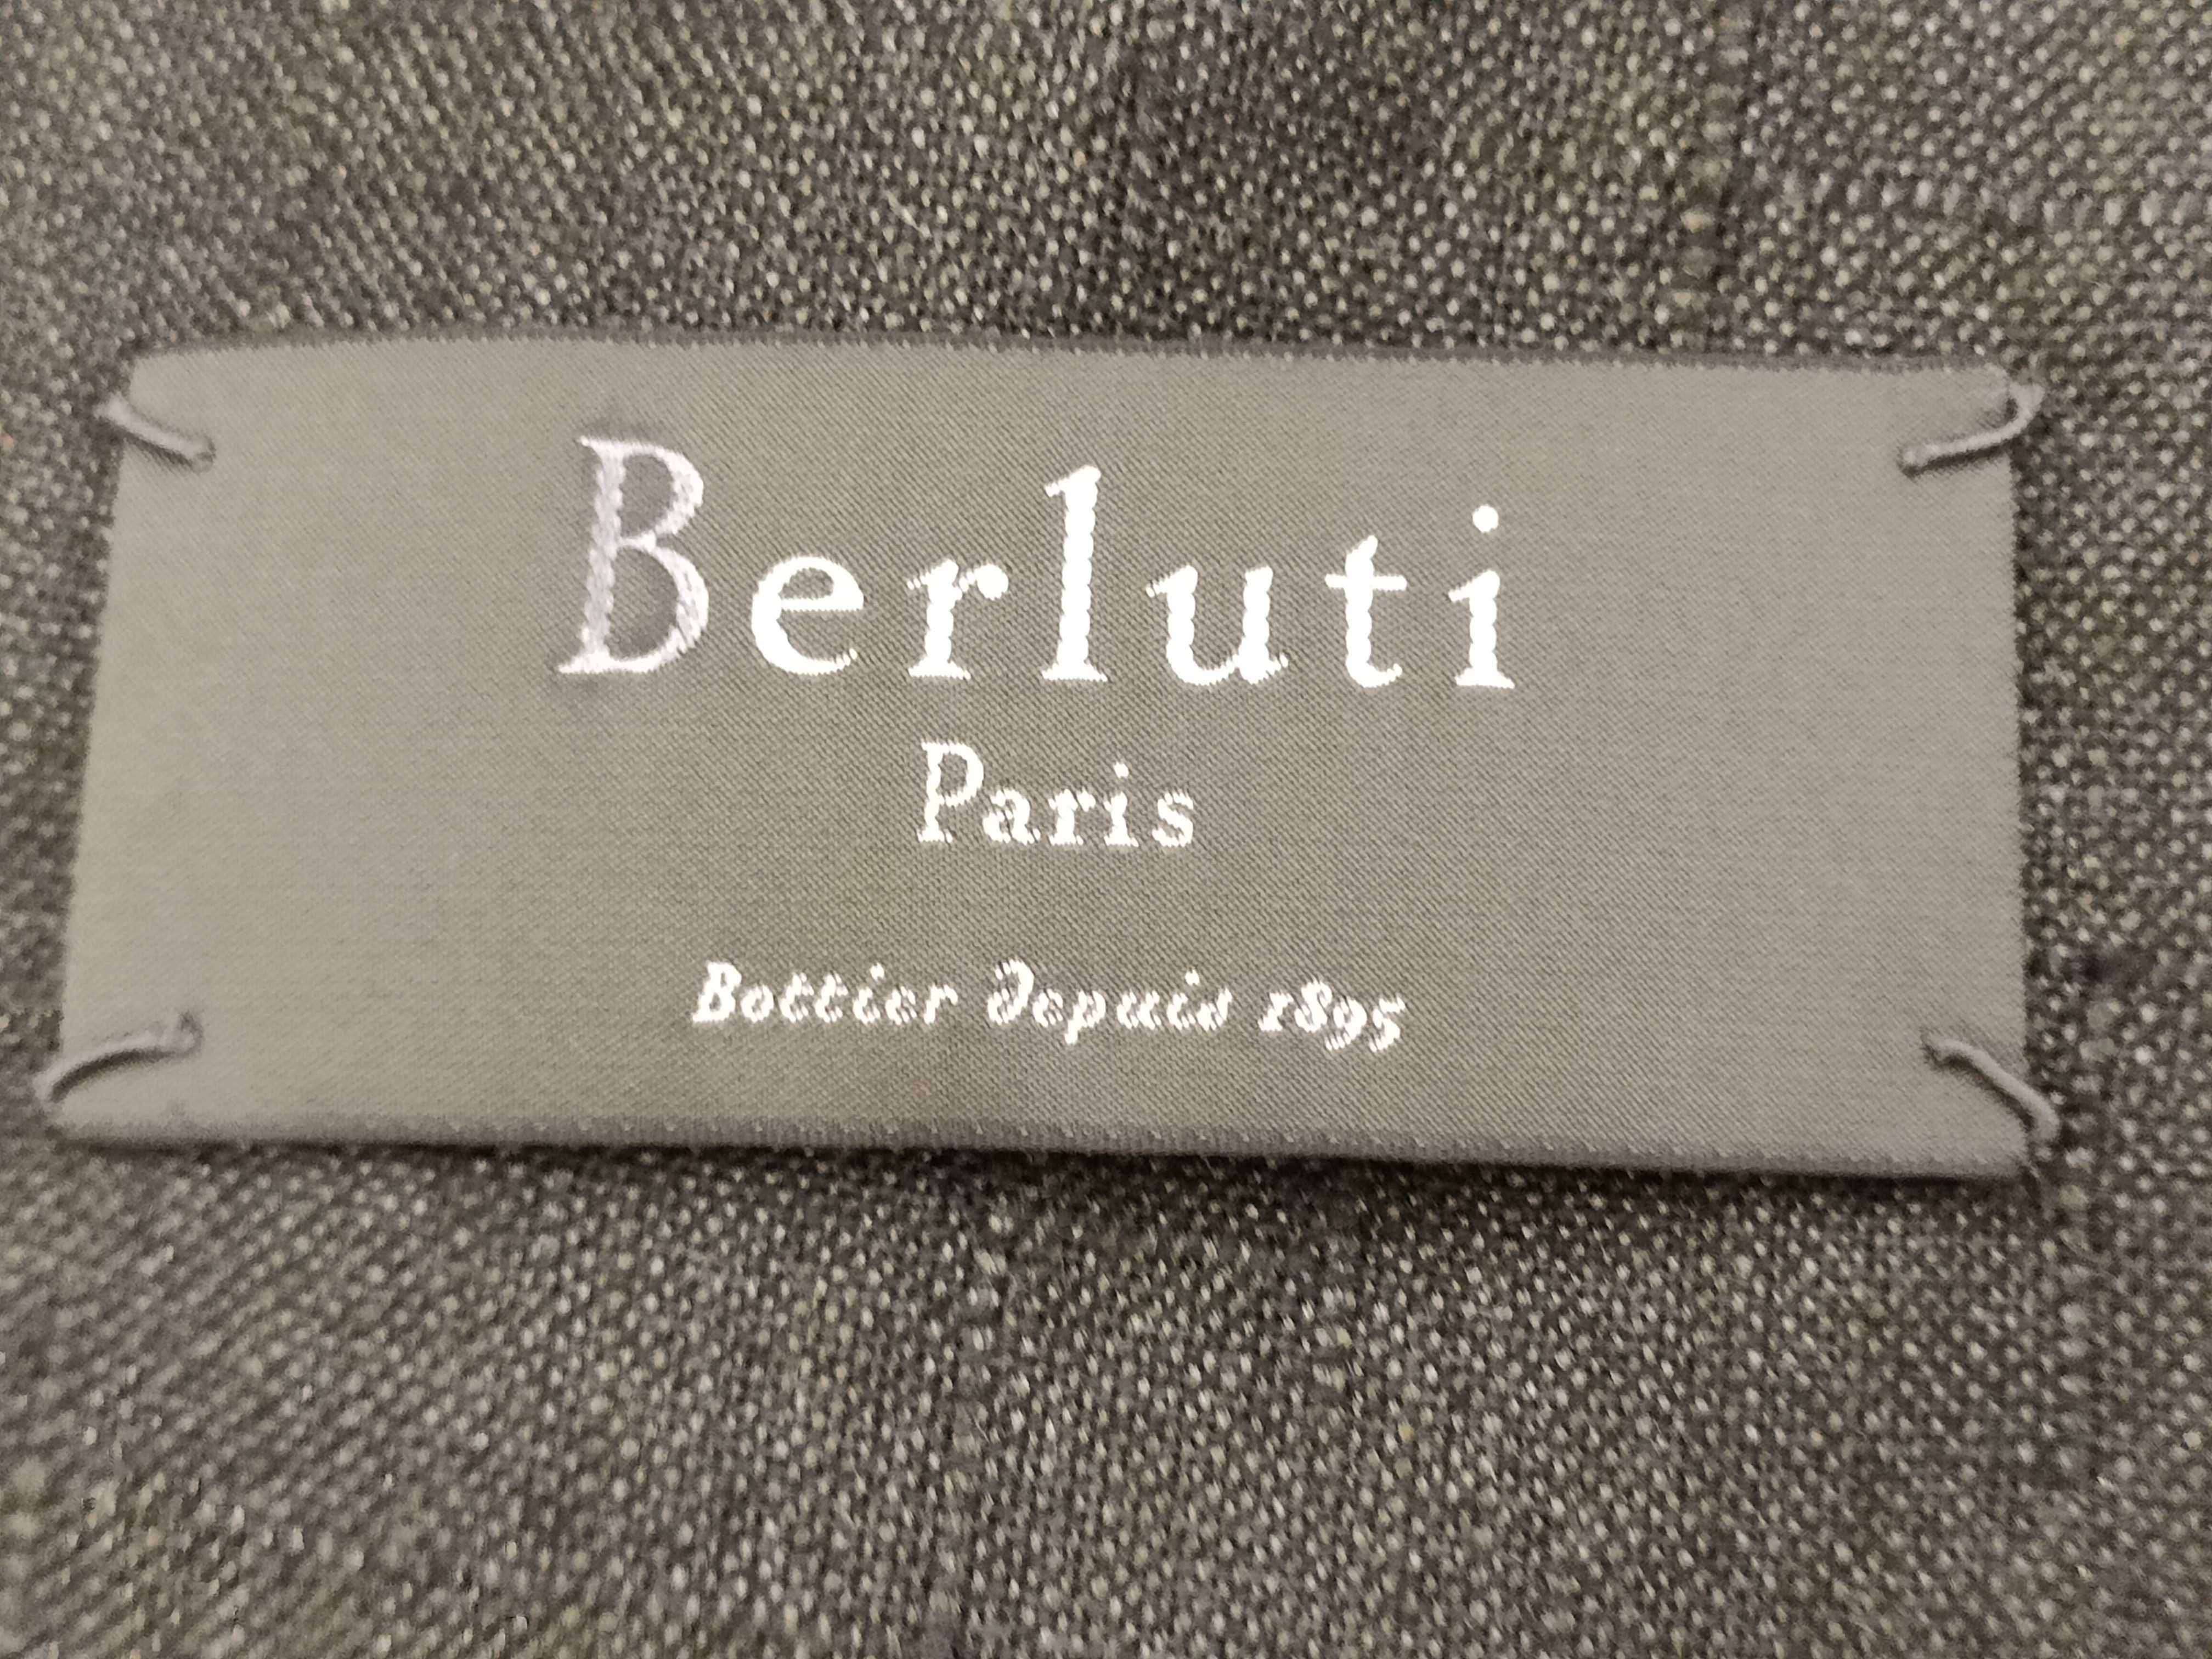 Berluti
Paris
Bottier depuis 1895